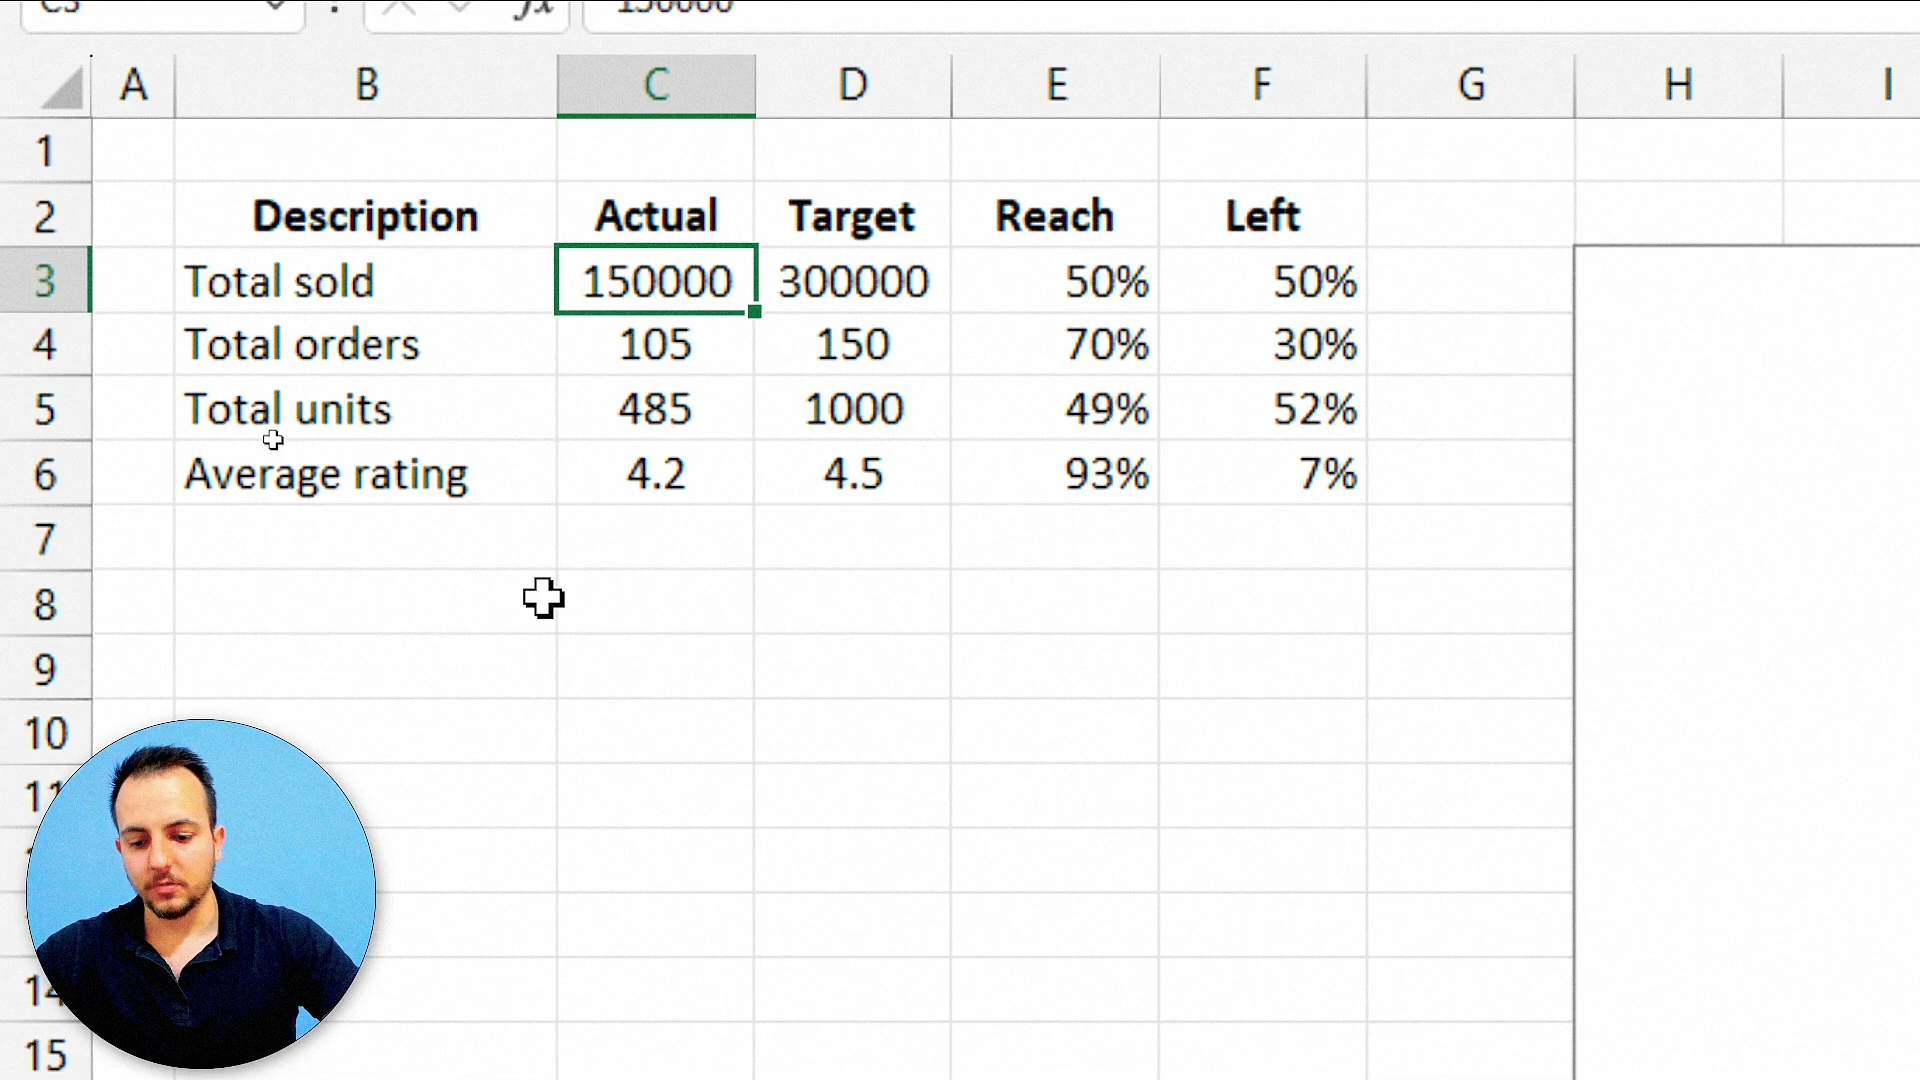 A B C D E F G H I
1
2 Description Actual Target Reach Left
3 Total sold 150000 300000 50% 50%
4 Total orders 105 150 70% 30%
5 Total units 485 1000 49% 52%
6 Average rating 4.2 4.5 93% 7%
7
8
9
10
15